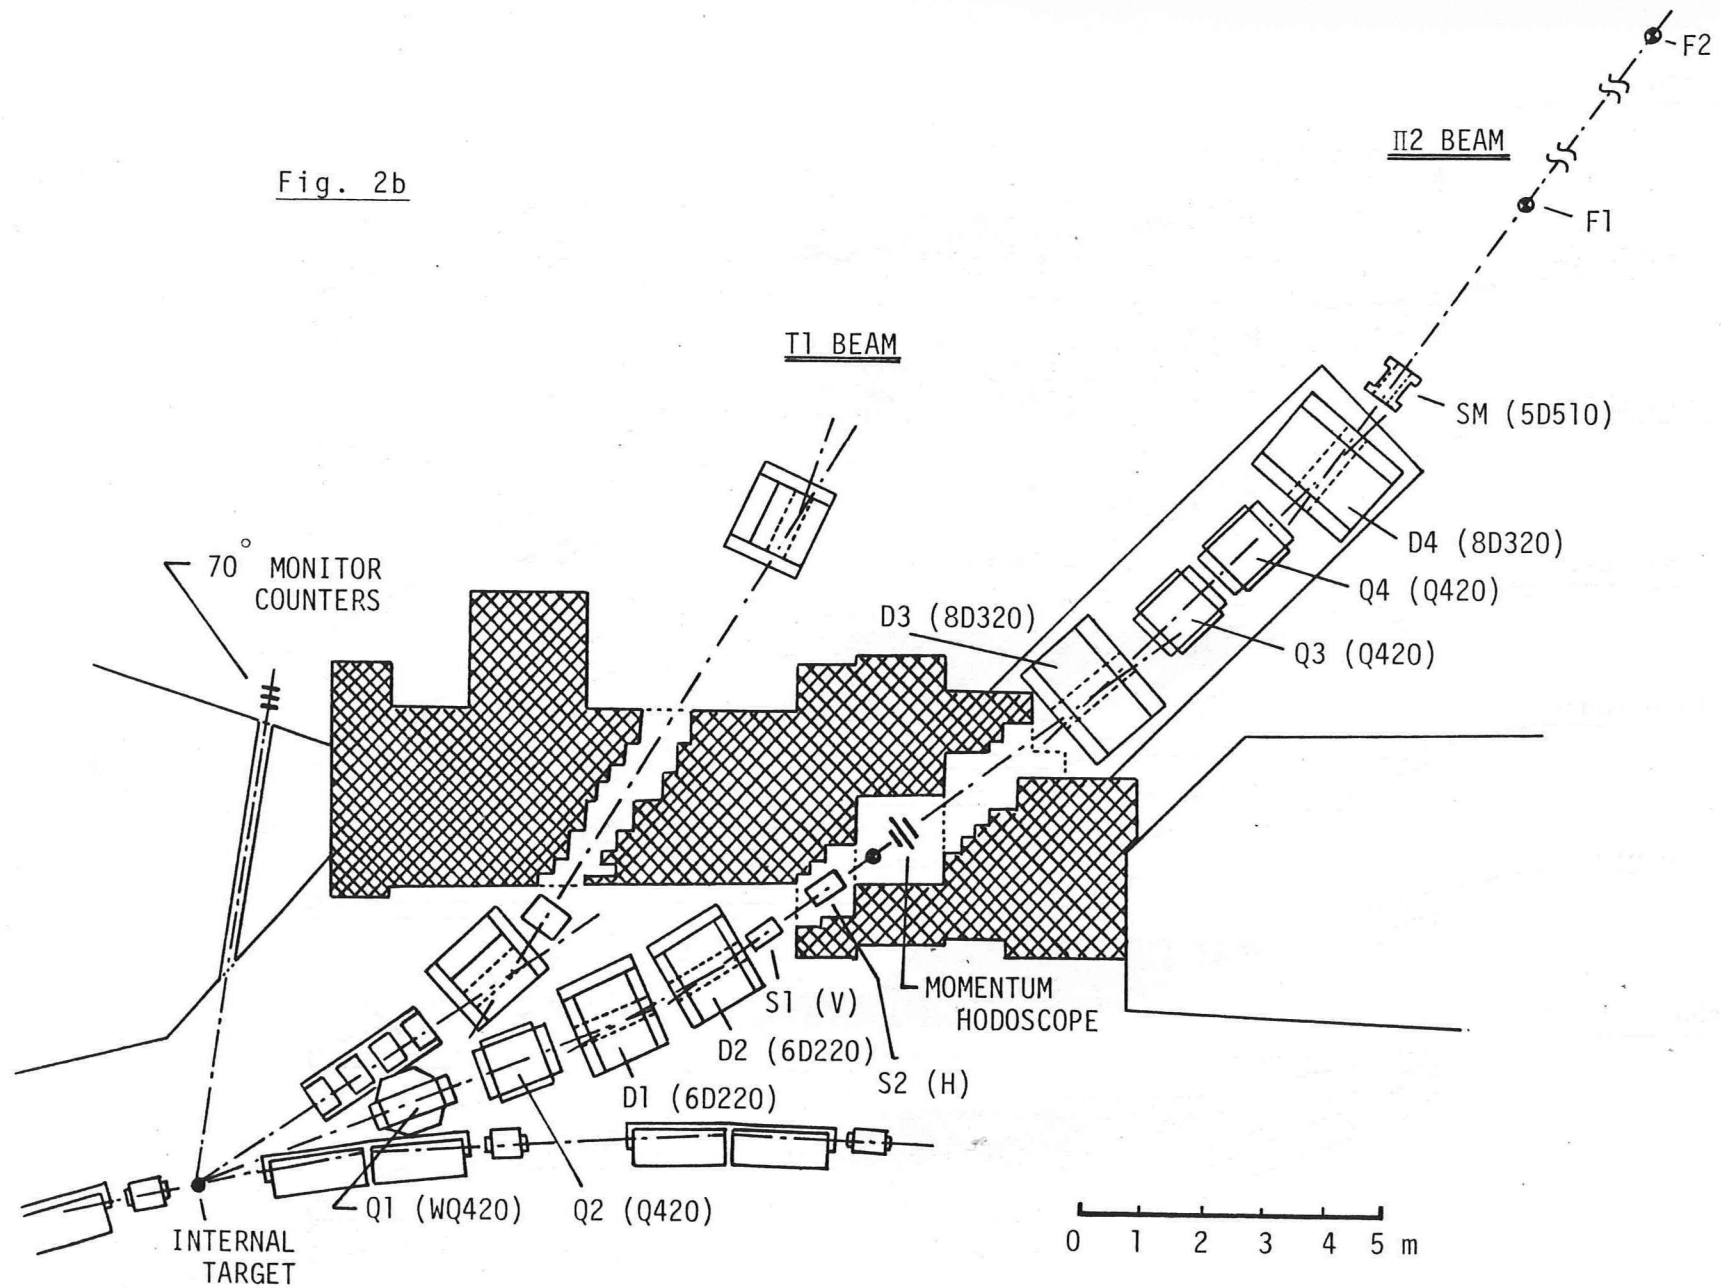 F2
Π2 BEAM
Fig. 2b
F1
T1 BEAM
SM (5D510)
70° MONITOR
COUNTERS
D4 (8D320)
Q4 (Q420)
D3 (8D320)
Q3 (Q420)
S1 (V)
MOMENTUM
HODOSCOPE
D2 (6D220)
S2 (H)
D1 (6D220)
Q1 (WQ420)
Q2 (Q420)
INTERNAL
TARGET
0 1 2 3 4 5 m